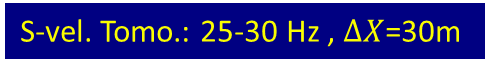 S-vel. Tomo.: 25-30 Hz , Δ𝑋=30m